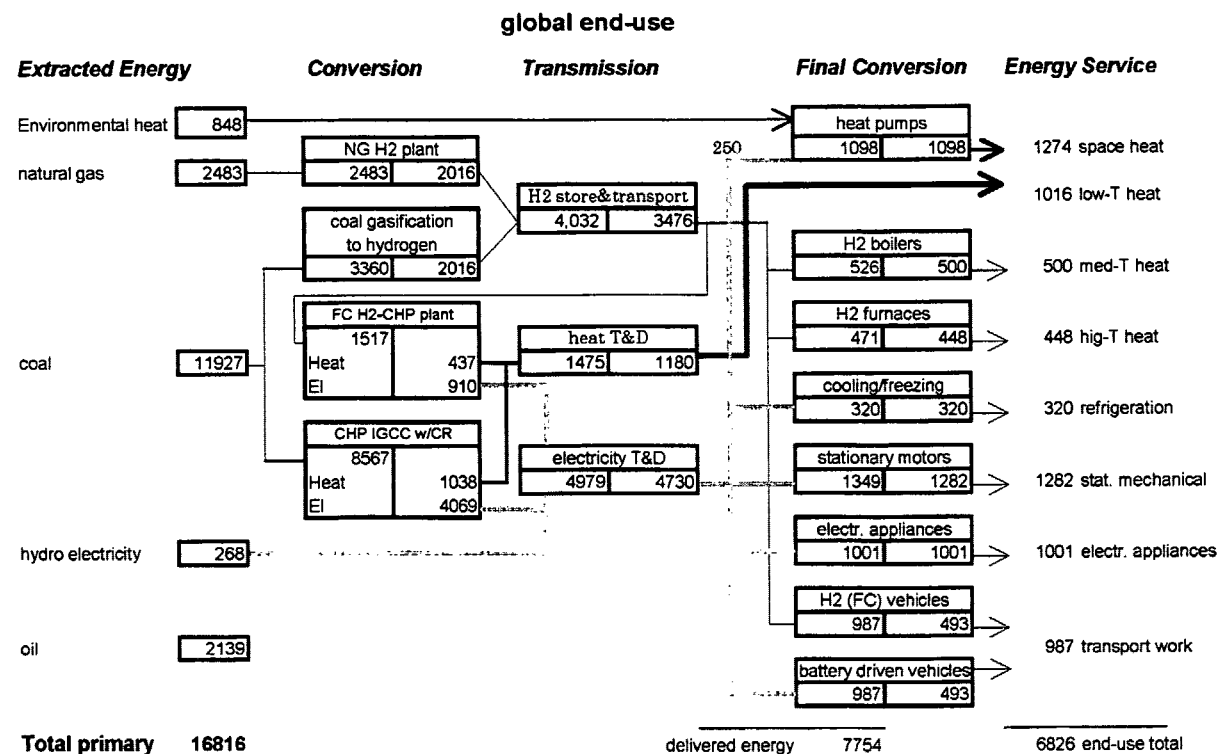 global end-use
Extracted Energy Conversion Transmission Final Conversion Energy Service
Environmental heat 848
heat pumps
1098 1098
250
1274 space heat
natural gas 2483
NG H2 plant
2483 2016
1016 low-T heat
H2 store&transport
4,032 3476
coal gasification
to hydrogen
3360 2016
H2 boilers
526 500
500 med-T heat
FC H2-CHP plant
1517
Heat 437
El 910
heat T&D
1475 1180
H2 furnaces
471 448
448 hig-T heat
coal 11927
cooling/freezing
320 320
320 refrigeration
CHP IGCC w/CR
8567
Heat 1038
El 4069
electricity T&D
4979 4730
stationary motors
1349 1282
1282 stat. mechanical
hydro electricity 268
electr. appliances
1001 1001
1001 electr. appliances
H2 (FC) vehicles
987 493
oil 2139
987 transport work
battery driven vehicles
987 493
Total primary 16816
delivered energy 7754
6826 end-use total